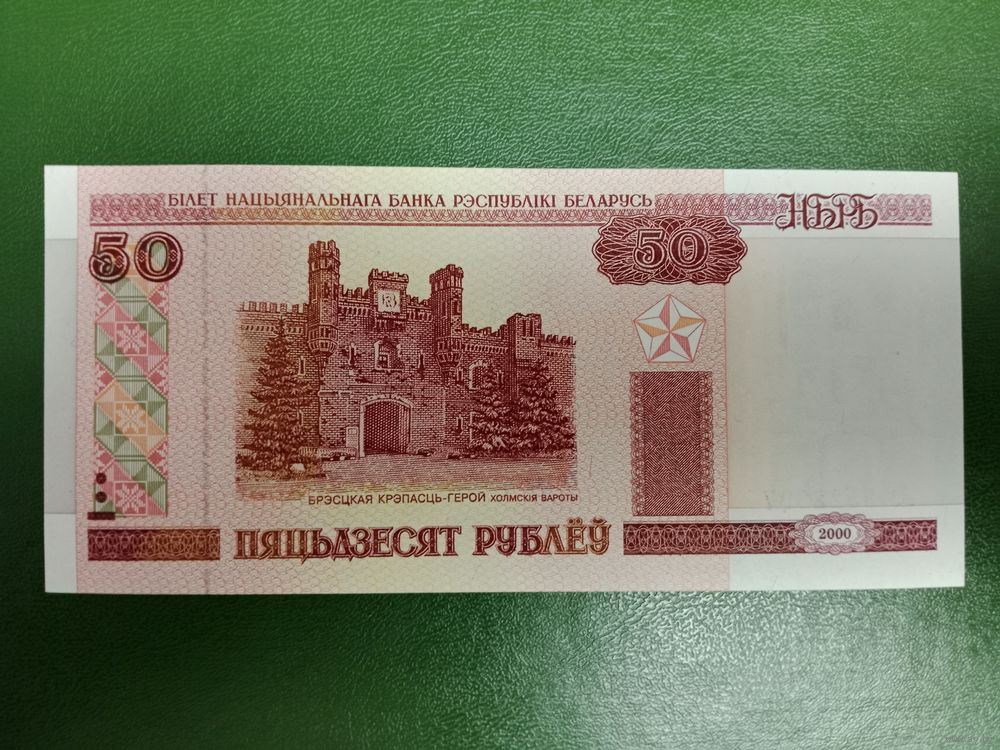 БІЛЕТ НАЦЫЯНАЛЬНАГА БАНКА РЭСПУБЛІКІ БЕЛАРУСЬ
НБРБ
50
50
БРЭСЦКАЯ КРЭПАСЦЬ-ГЕРОЙ ХОЛМСКІЯ ВАРОТЫ
ПЯЦЬДЗЕСЯТ РУБЛЁЎ
2000